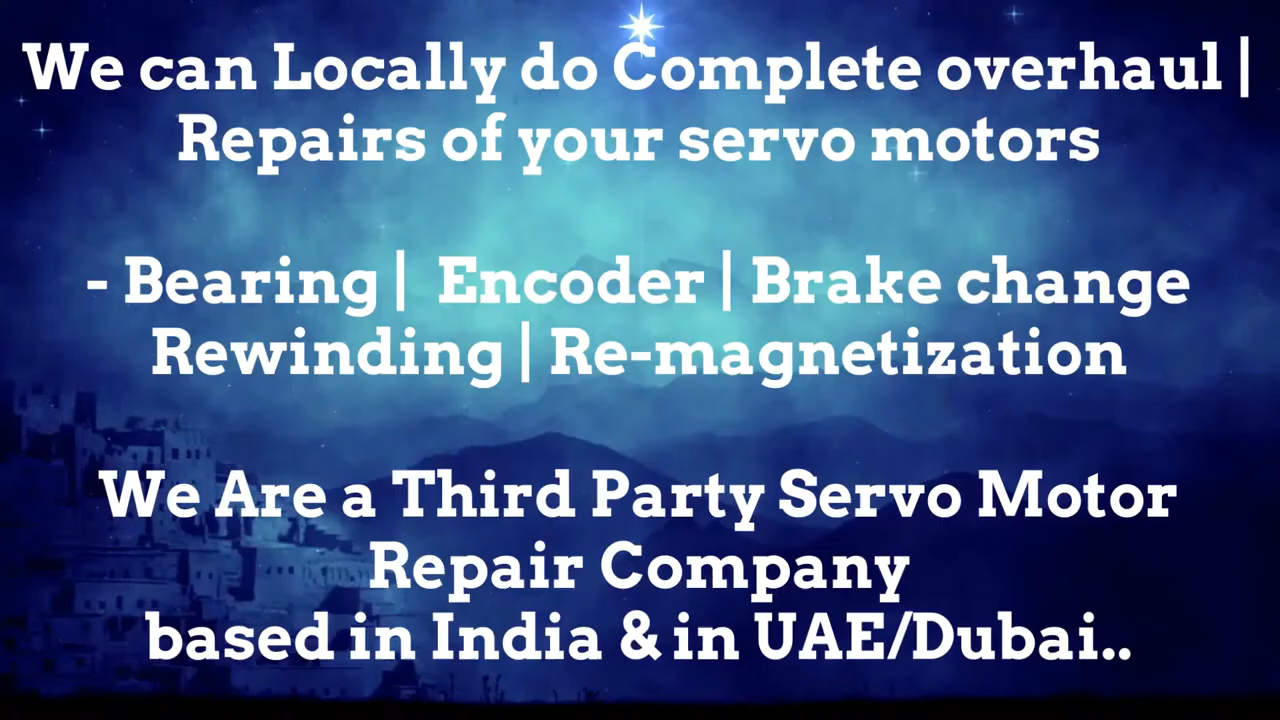 We can Locally do Complete overhaul |
Repairs of your servo motors
- Bearing | Encoder | Brake change
Rewinding | Re-magnetization
We Are a Third Party Servo Motor
Repair Company
based in India & in UAE/Dubai..